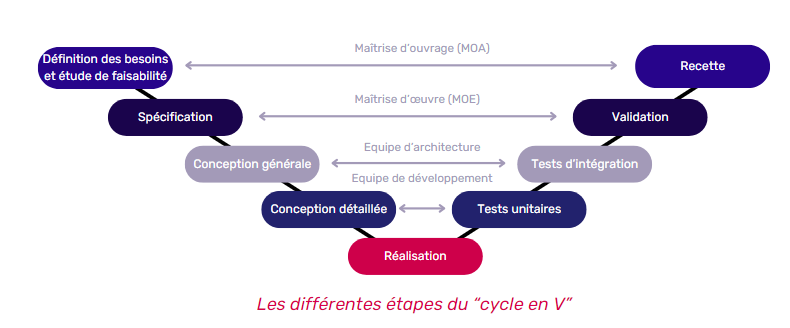 Maîtrise d'ouvrage (MOA)
Définition des besoins
et étude de faisabilité
Recette
Maîtrise d'œuvre (MOE)
Spécification
Validation
Equipe d'architecture
Conception générale
Tests d'intégration
Equipe de développement
Conception détaillée
Tests unitaires
Réalisation
Les différentes étapes du “cycle en V”